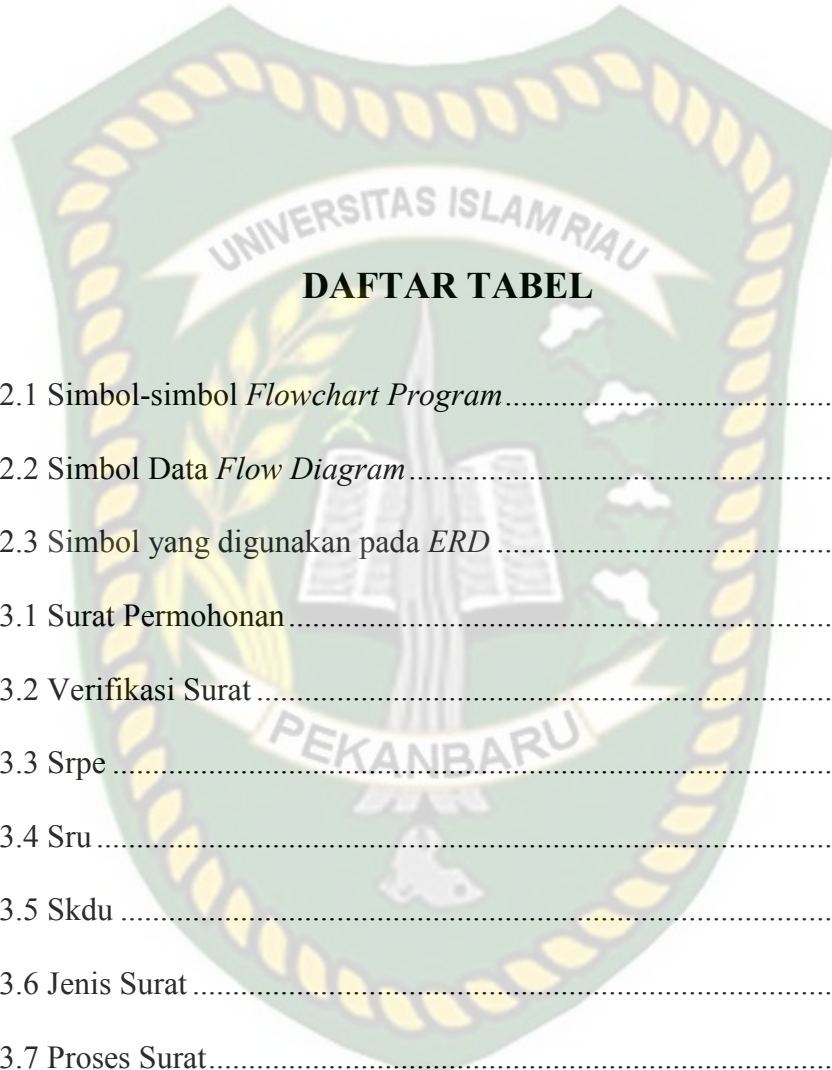 UNIVERSITAS ISLAM RIAU
DAFTAR TABEL
2.1 Simbol-simbol Flowchart Program....................................................
2.2 Simbol Data Flow Diagram....................................................
2.3 Simbol yang digunakan pada ERD ....................................................
3.1 Surat Permohonan....................................................
3.2 Verifikasi Surat ....................................................
PEKANBARU
3.3 Srpe ....................................................
3.4 Sru ....................................................
3.5 Skdu ....................................................
3.6 Jenis Surat ....................................................
3.7 Proses Surat....................................................